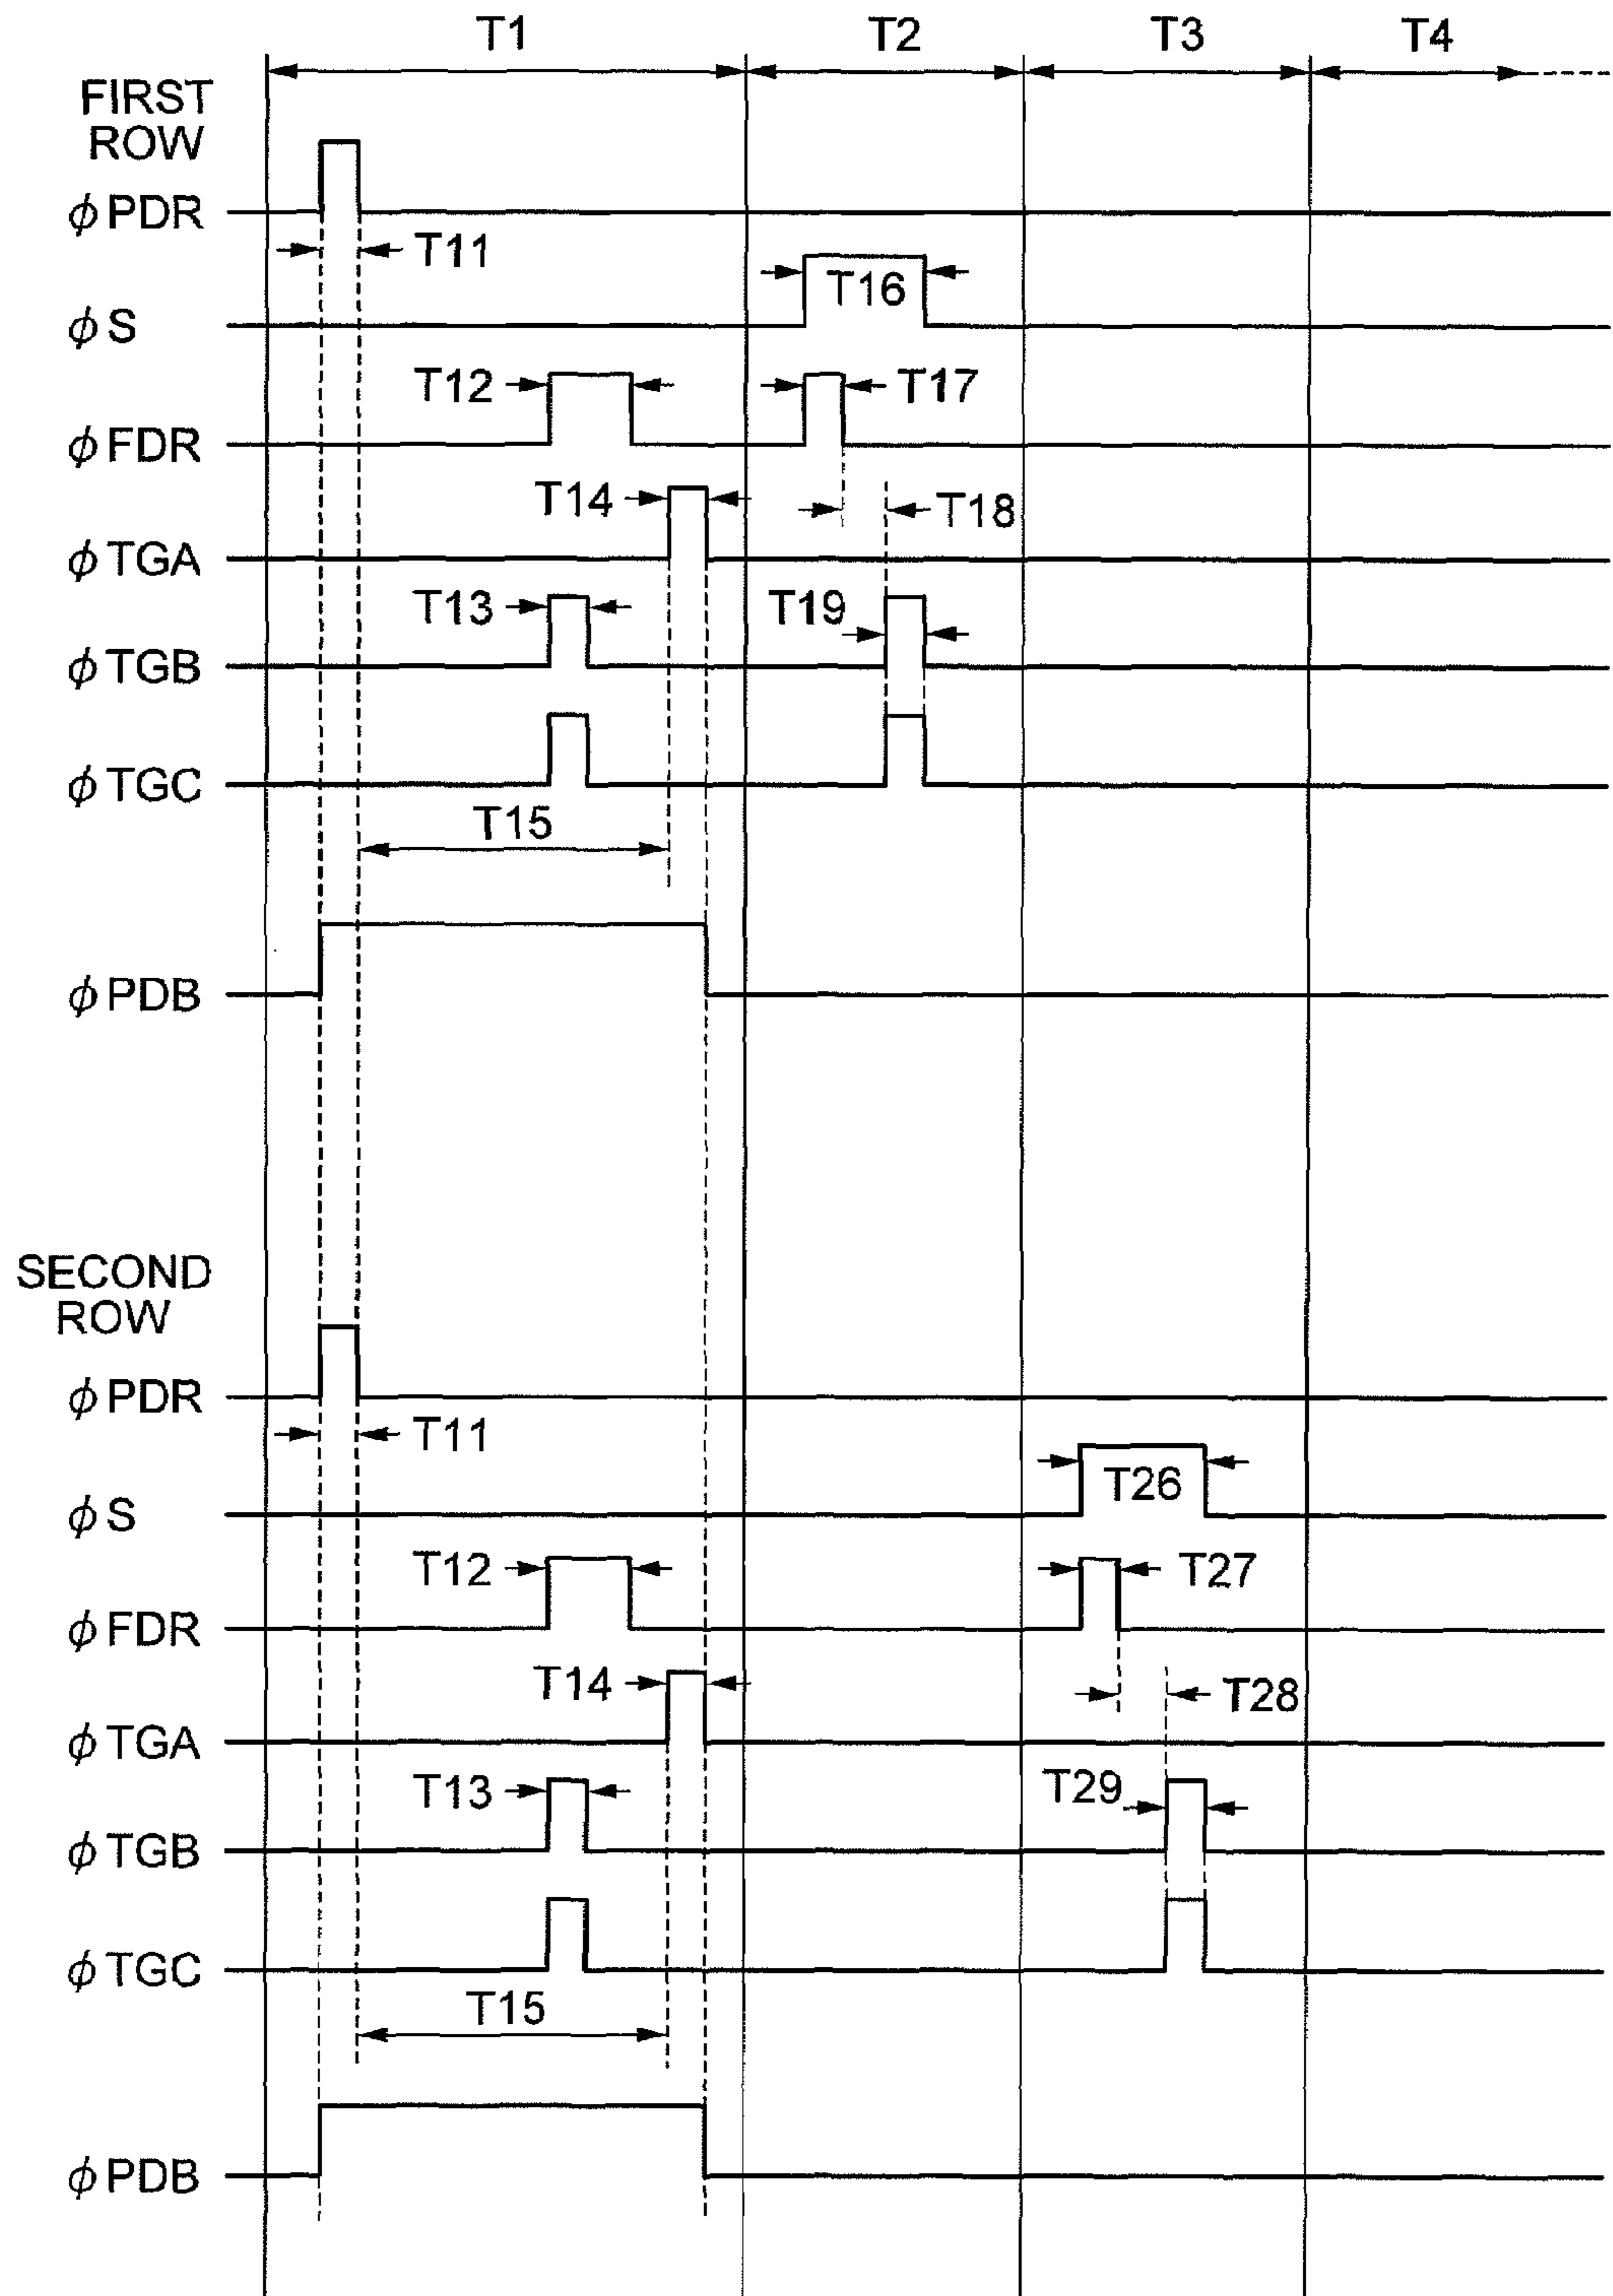 T1 T2 T3 T4
FIRST
ROW
ϕPDR
T11
ϕS
T16
T12
T17
ϕFDR
T14
T18
ϕTGA
T13
T19
ϕTGB
ϕTGC
T15
ϕPDB
SECOND
ROW
ϕPDR
T11
ϕS
T26
T12
T27
ϕFDR
T14
T28
ϕTGA
T13
T29
ϕTGB
ϕTGC
T15
ϕPDB